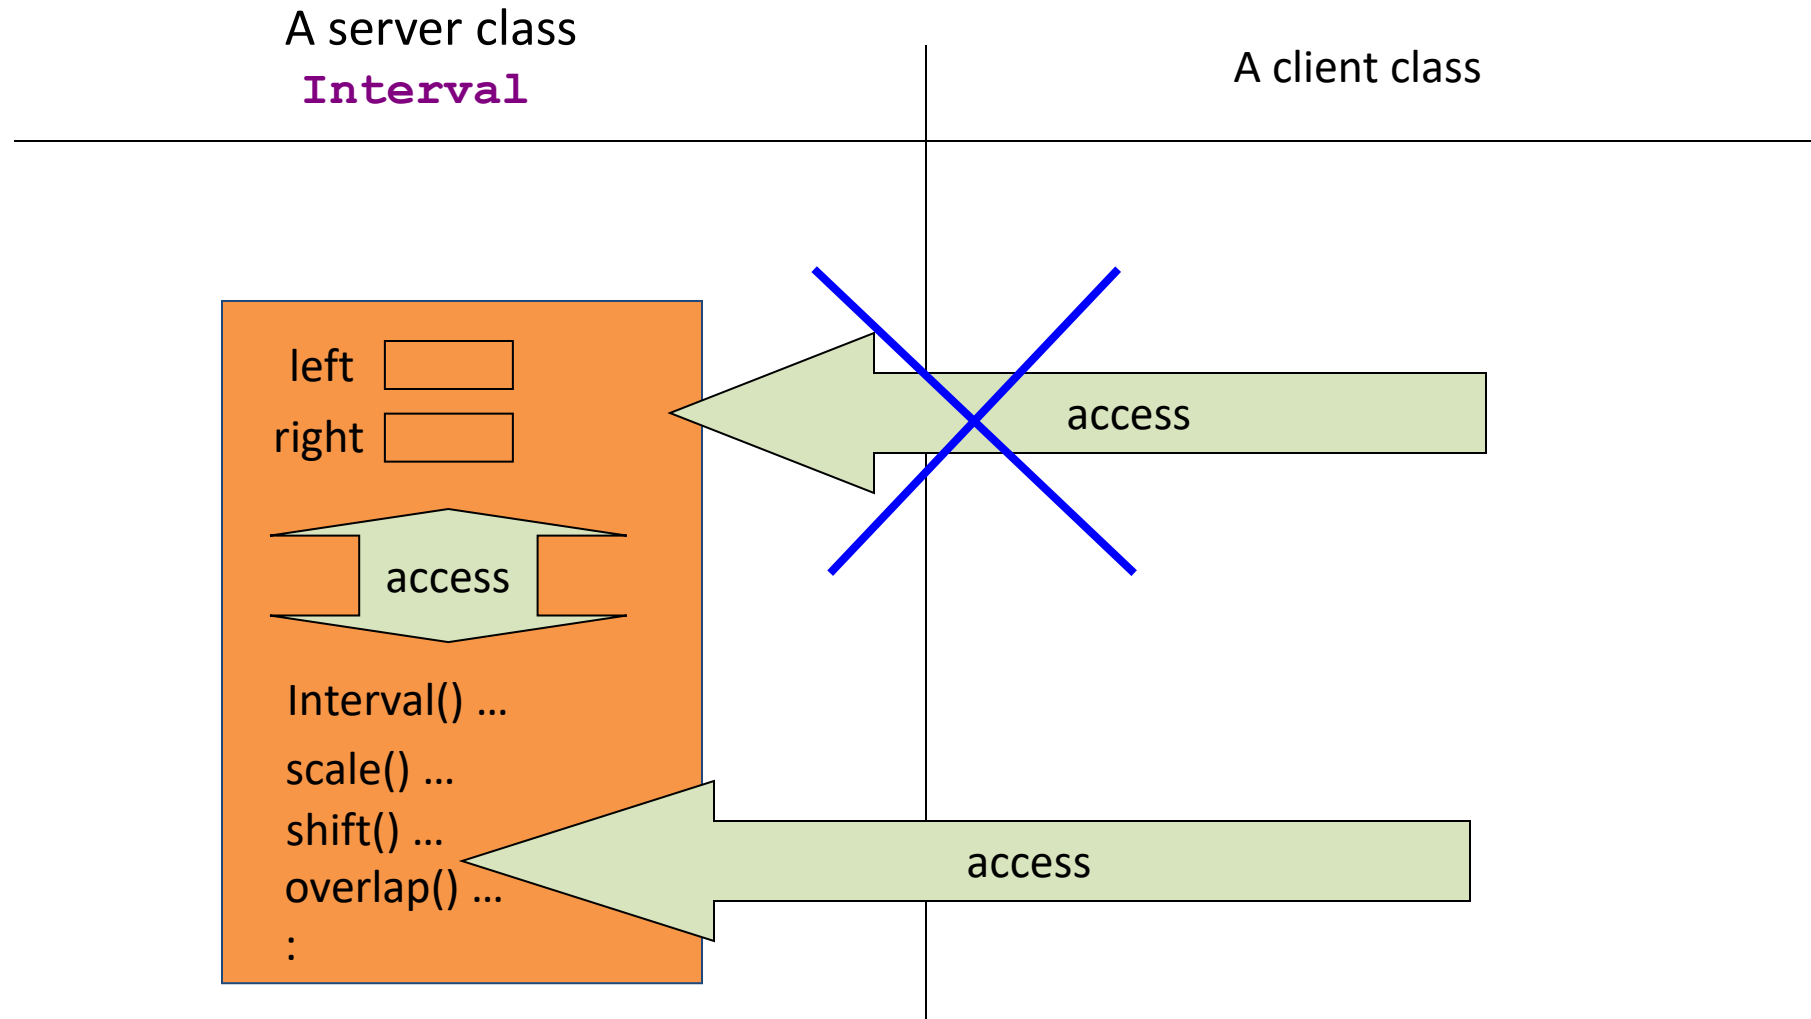 A server class
Interval
A client class
left
right
access
access
Interval() …
scale() …
shift() …
overlap() …
:
access